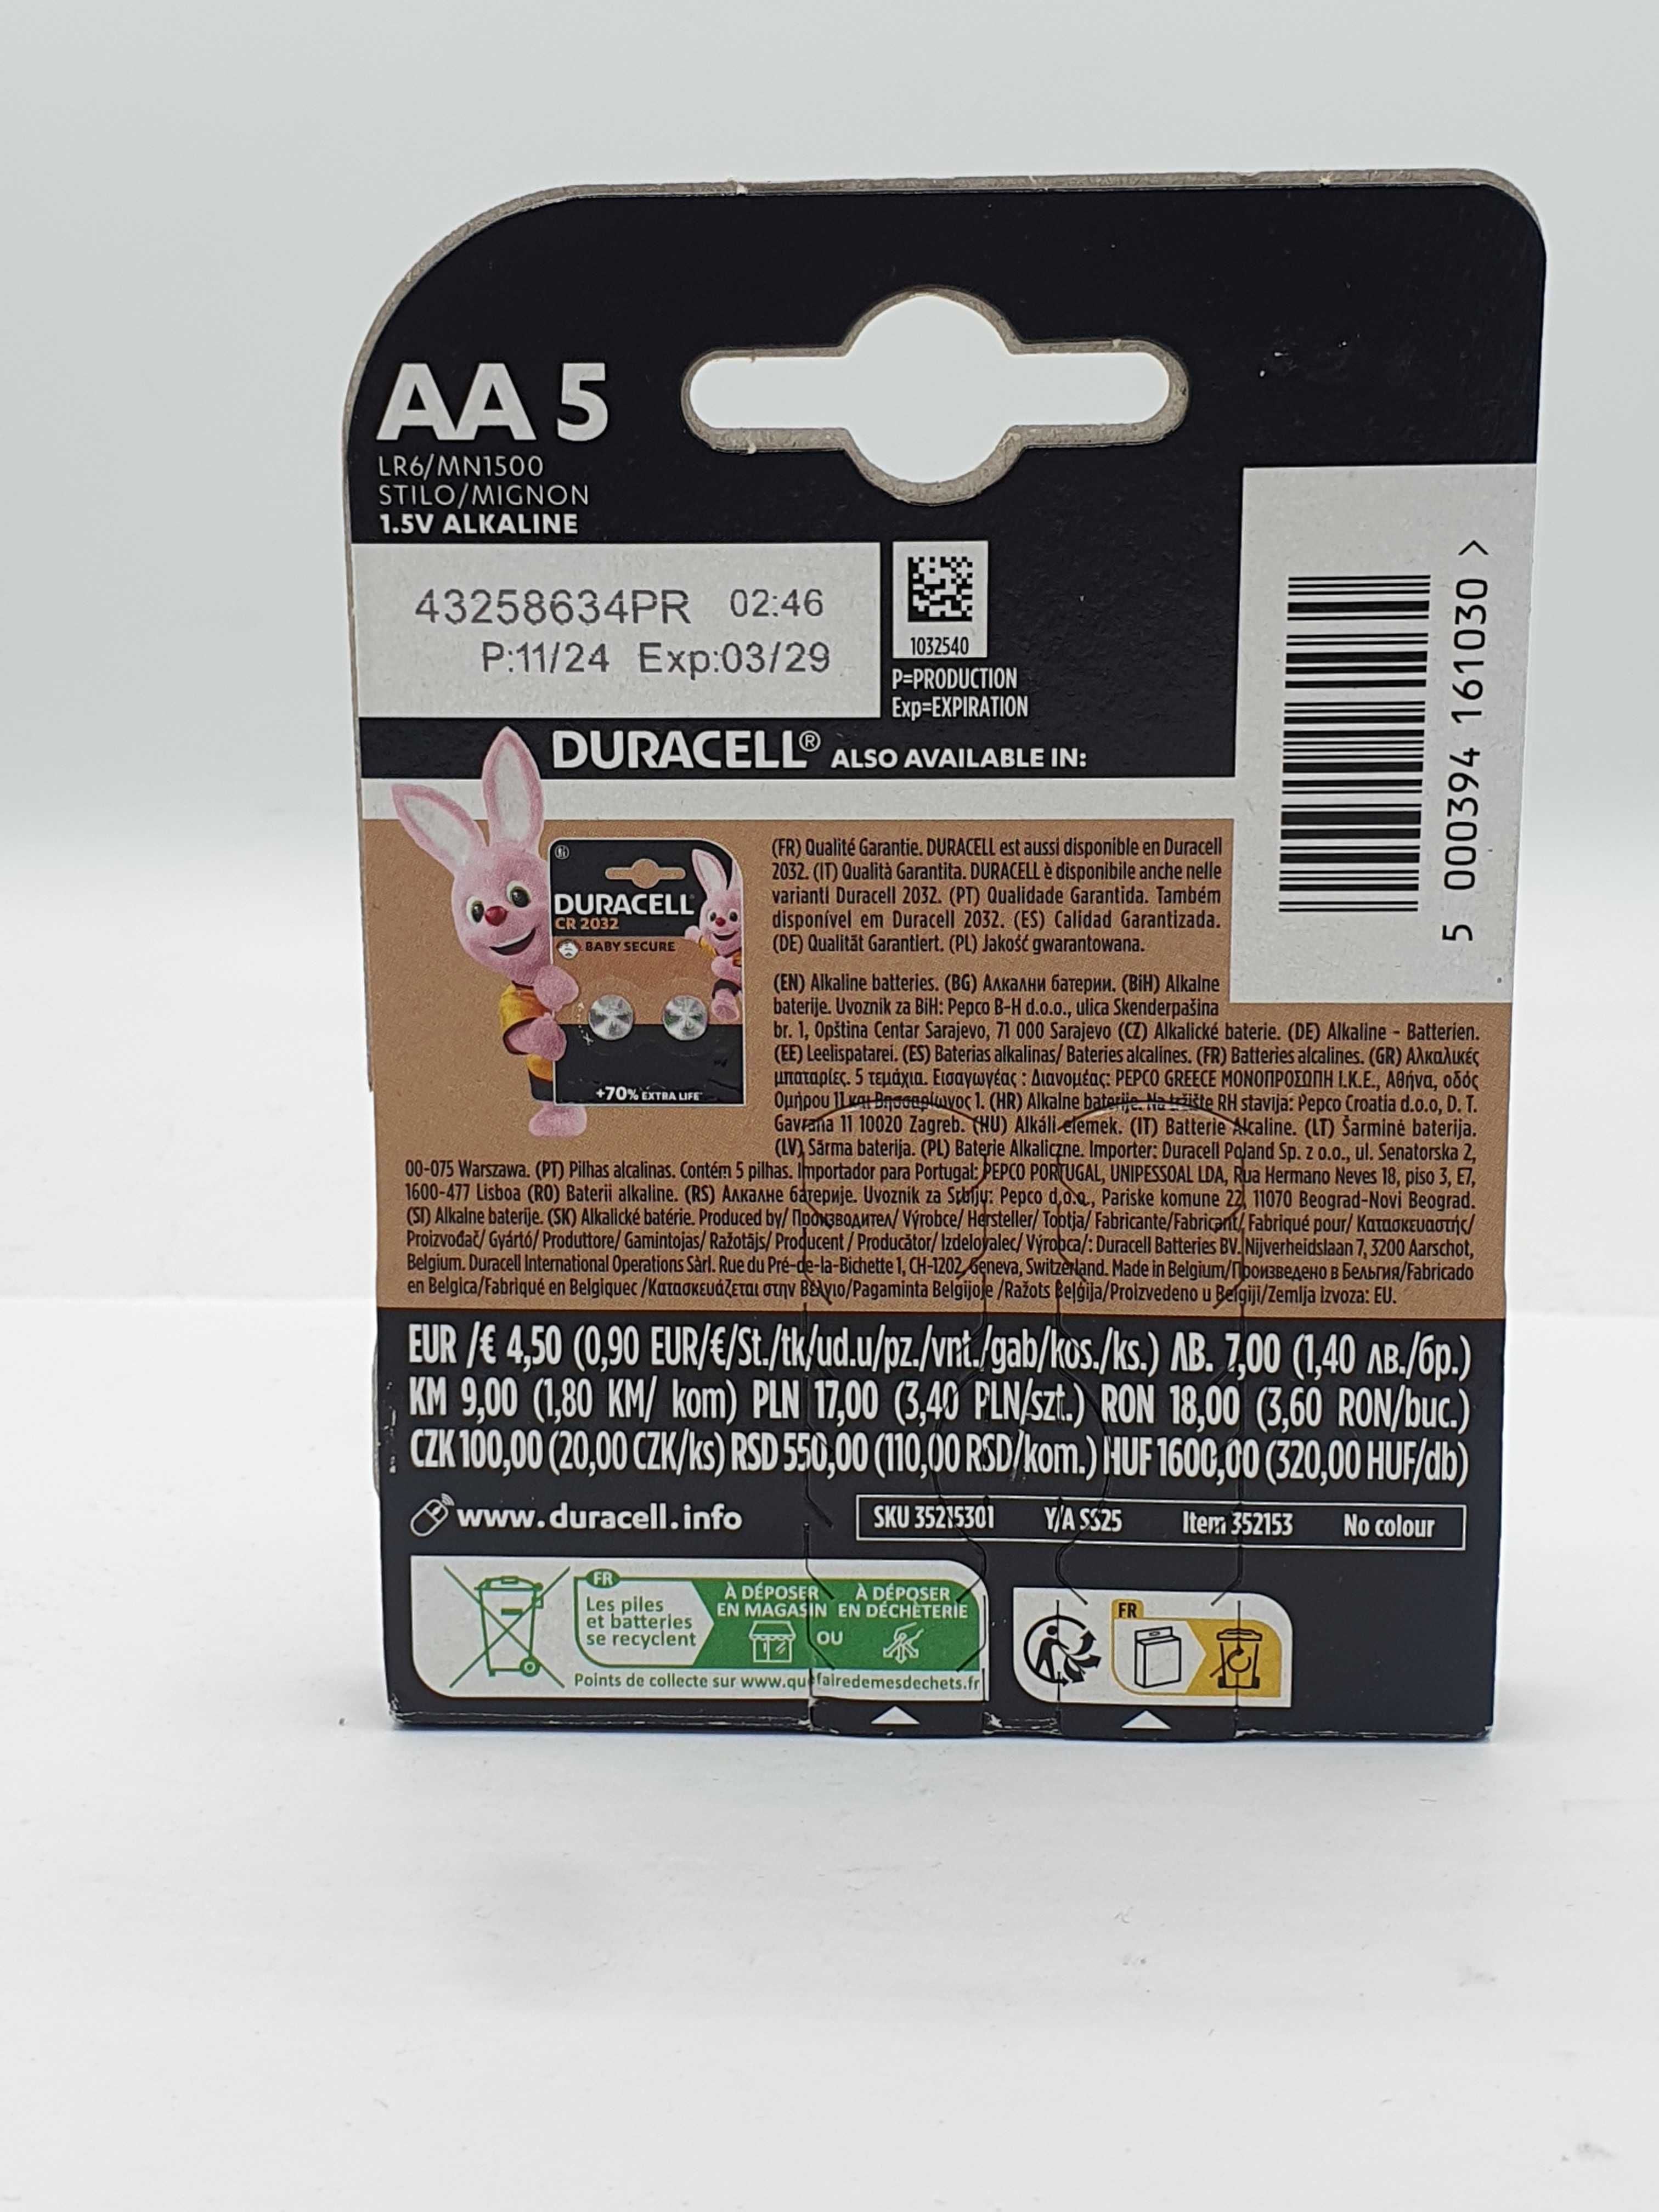 AA 5
LR6/MN1500
STILO/MIGNON
1.5V ALKALINE
43258634PR 02:46
P:11/24 Exp:03/29
1032540
P=PRODUCTION
Exp=EXPIRATION
5 000394 161030 >
DURACELL® ALSO AVAILABLE IN:
DURACELL
CR 2032
BABY SECURE
+70% EXTRA LIFE
(FR) Qualité Garantie. DURACELL est aussi disponible en Duracell
2032. (IT) Qualità Garantita. DURACELL è disponibile anche nelle
varianti Duracell 2032. (PT) Qualidade Garantida. Também
disponível em Duracell 2032. (ES) Calidad Garantizada.
(DE) Qualität Garantiert. (PL) Jakość gwarantowana.
(EN) Alkaline batteries. (BG) Алкални батерии. (BiH) Alkalne
baterije. Uvoznik za BiH: Pepco B-H d.o.o., ulica Skenderpašina
br. 1, Opština Centar Sarajevo, 71 000 Sarajevo (CZ) Alkalické baterie. (DE) Alkaline - Batterien.
(EE) Leelispatarei. (ES) Baterias alkalinas/ Bateries alcalines. (FR) Batteries alcalines. (GR) Αλκαλικές
μπαταρίες. 5 τεμάχια. Εισαγωγέας : Διανομέας: PEPCO GREECE ΜΟΝΟΠΡΟΣΩΠΗ Ι.Κ.Ε., Αθήνα, οδός
Ομήρου 11 και Βησσαρίωνος 1. (HR) Alkalne baterije. Na tržište RH stavija: Pepco Croatia d.o.o, D. T.
Gavrana 11 10020 Zagreb. (HU) Alkáli elemek. (IT) Batterie Alcaline. (LT) Šarminė baterija.
(LV) Sārma baterija. (PL) Baterie Alkaliczne. Importer: Duracell Poland Sp. z o.o., ul. Senatorska 2,
00-075 Warszawa. (PT) Pilhas alcalinas. Contém 5 pilhas. Importador para Portugal: PEPCO PORTUGAL, UNIPESSOAL LDA, Rua Hermano Neves 18, piso 3, E7,
1600-477 Lisboa (RO) Baterii alkaline. (RS) Алкалне батерије. Uvoznik za Srbiju: Pepco d.o.o., Pariske komune 22, 11070 Beograd-Novi Beograd.
(SI) Alkalne baterije. (SK) Alkalické batérie. Produced by/ Производител/ Výrobce/ Hersteller/ Tootja/ Fabricante/Fabricant/ Fabriqué pour/ Κατασκευαστής/
Proizvođač/ Gyártó/ Produttore/ Gamintojas/ Ražotājs/ Producent / Producător/ Izdelovalec/ Výrobca/: Duracell Batteries BV. Nijverheidslaan 7, 3200 Aarschot,
Belgium. Duracell International Operations Sàrl. Rue du Pré-de-la-Bichette 1, CH-1202, Geneva, Switzerland. Made in Belgium/Произведено в Белгия/Fabricado
en Belgica/Fabriqué en Belgiquec /Κατασκευάζεται στην Βέλγιο/Pagaminta Belgijoje /Ražots Beļģija/Proizvedeno u Belgiji/Zemlja izvoza: EU.
EUR /€ 4,50 (0,90 EUR/€/St./tk/ud.u/pz./vnt./gab/kos./ks.) ЛВ. 7,00 (1,40 лв./бр.)
KM 9,00 (1,80 KM/ kom) PLN 17,00 (3,40 PLN/szt.) RON 18,00 (3,60 RON/buc.)
CZK 100,00 (20,00 CZK/ks) RSD 550,00 (110,00 RSD/kom.) HUF 1600,00 (320,00 HUF/db)
www.duracell.info
SKU 35215301 Y/A SS25 Item 352153 No colour
FR
Les piles
et batteries
se recyclent
À DÉPOSER
EN MAGASIN
OU
À DÉPOSER
EN DÉCHÈTERIE
Points de collecte sur www.quefairedemesdechets.fr
FR